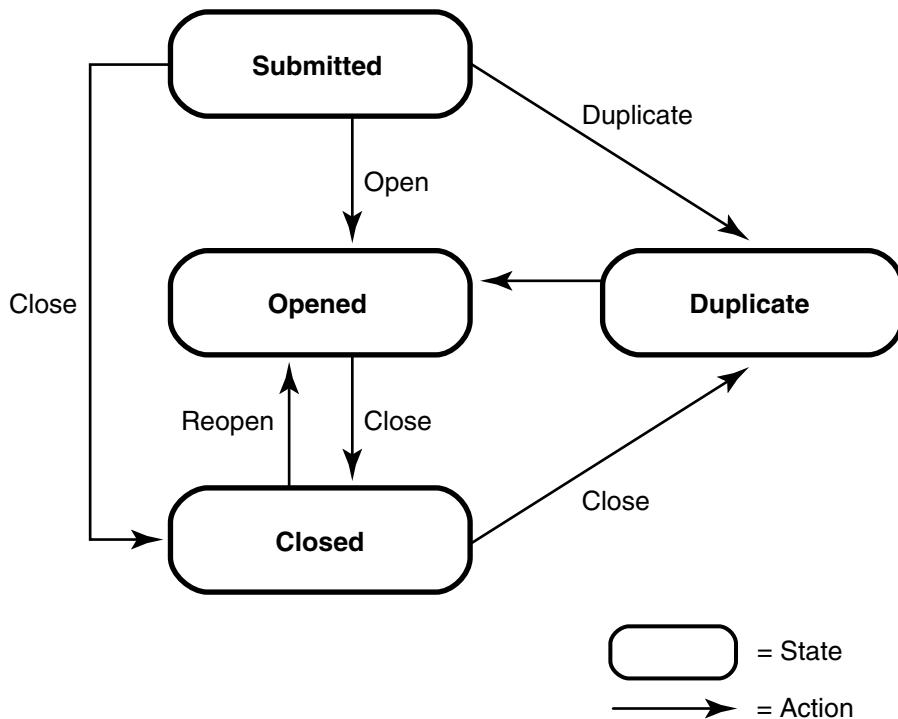 Submitted
Duplicate
Open
Close
Opened
Duplicate
Reopen
Close
Close
Closed
= State
= Action